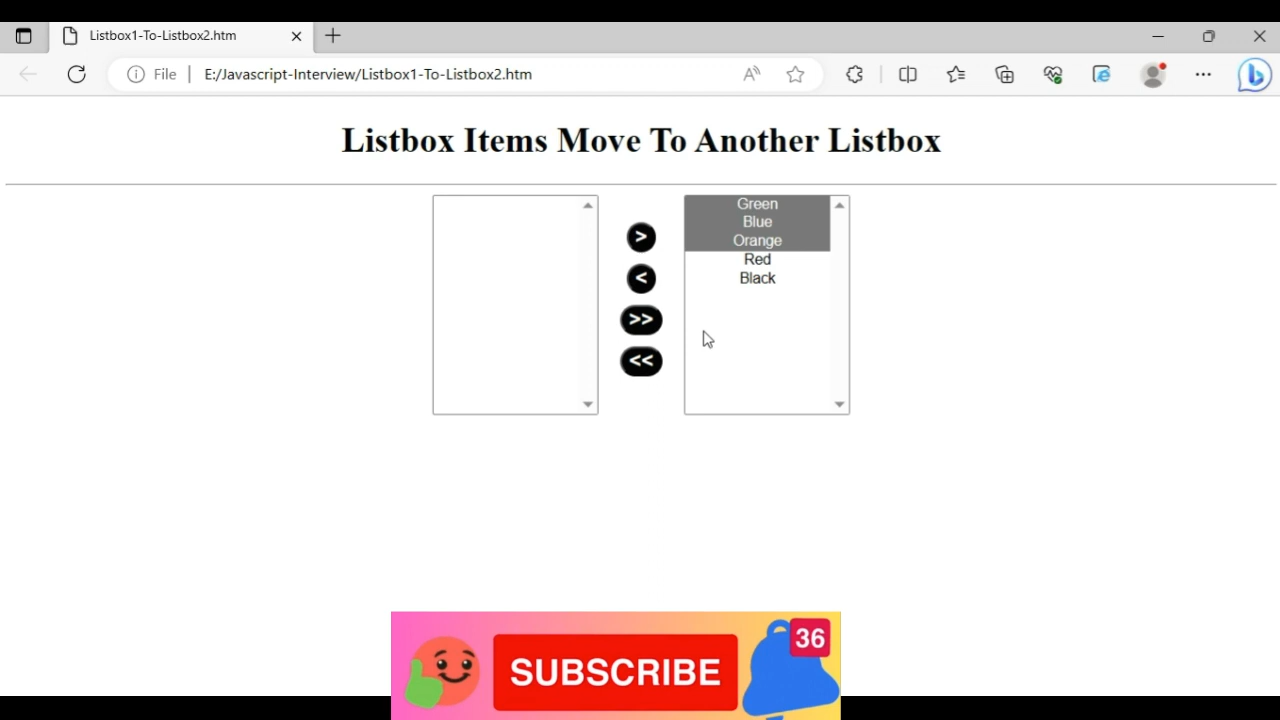 Listbox1-To-Listbox2.htm
File
E:/Javascript-Interview/Listbox1-To-Listbox2.htm
Listbox Items Move To Another Listbox
>
<
>>
<<
Green
Blue
Orange
Red
Black
SUBSCRIBE
36